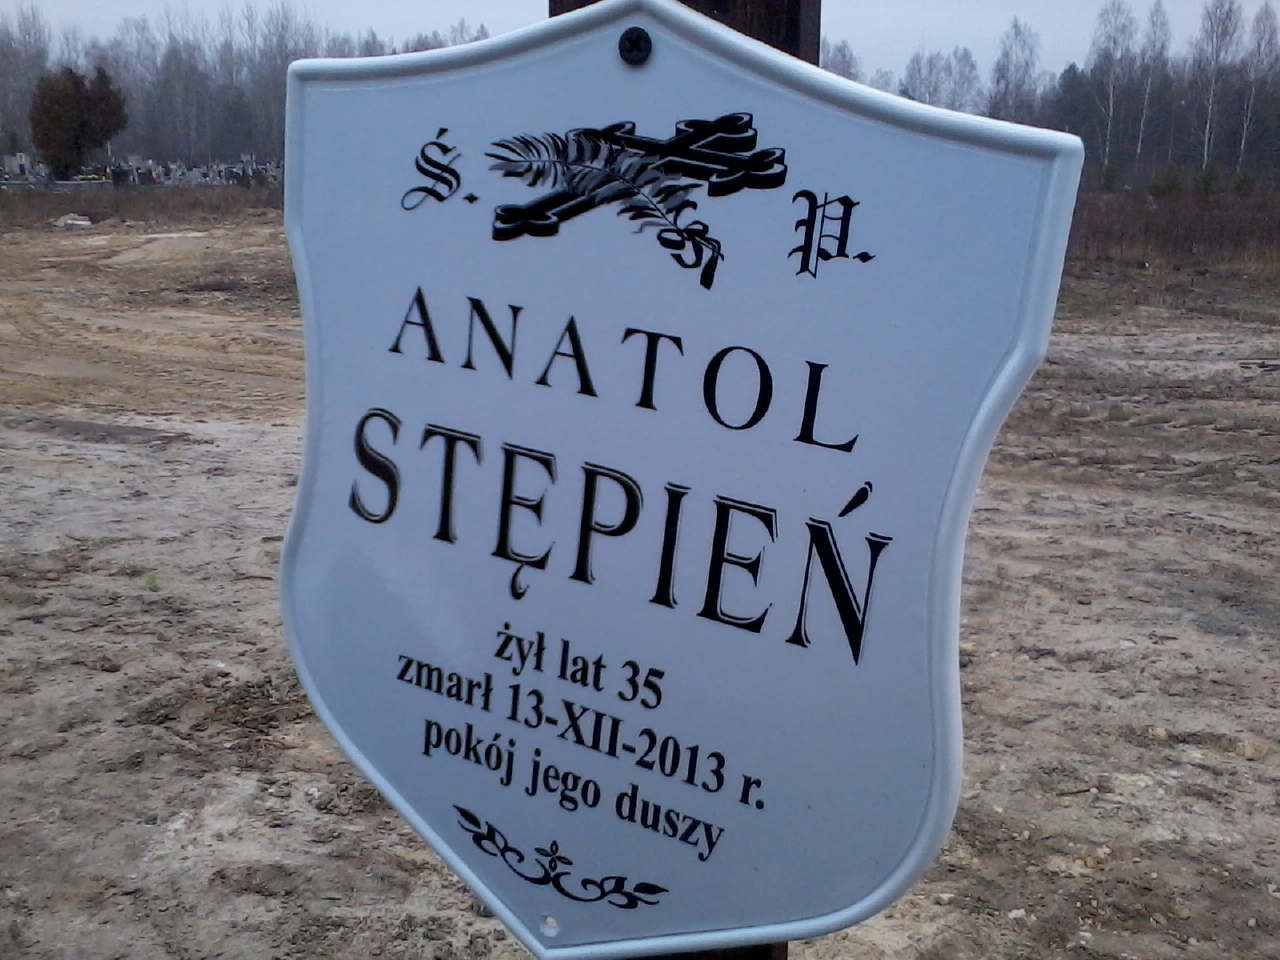 Ś. P.
ANATOL
STĘPIEŃ
żył lat 35
zmarł 13-XII-2013 r.
pokój jego duszy